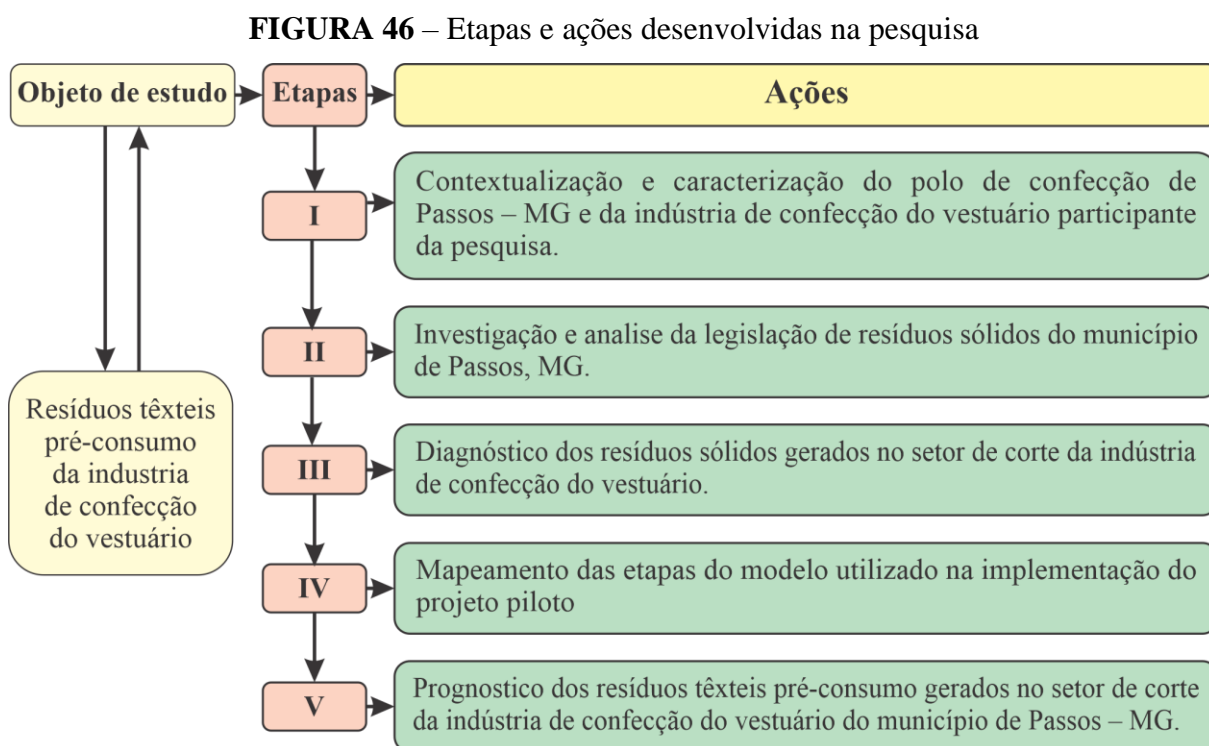 FIGURA 46 – Etapas e ações desenvolvidas na pesquisa
Objeto de estudo
Etapas
Ações
I
Contextualização e caracterização do polo de confecção de
Passos – MG e da indústria de confecção do vestuário participante
da pesquisa.
II
Investigação e analise da legislação de resíduos sólidos do município
de Passos, MG.
Resíduos têxteis
pré-consumo
da industria
de confecção
do vestuário
III
Diagnóstico dos resíduos sólidos gerados no setor de corte da indústria
de confecção do vestuário.
IV
Mapeamento das etapas do modelo utilizado na implementação do
projeto piloto
V
Prognostico dos resíduos têxteis pré-consumo gerados no setor de corte
da indústria de confecção do vestuário do município de Passos – MG.